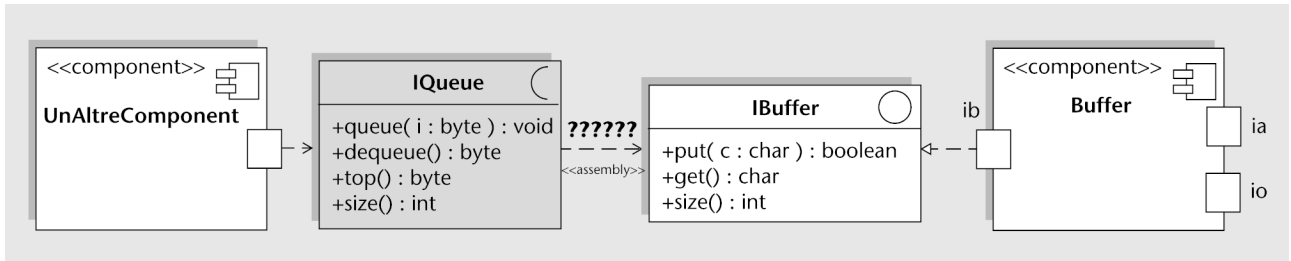 <<component>>
UnAltreComponent
IQueue
+queue( i : byte ) : void
+dequeue() : byte
+top() : byte
+size() : int
??????
<<assembly>>
IBuffer
+put( c : char ) : boolean
+get() : char
+size() : int
ib
<<component>>
Buffer
ia
io